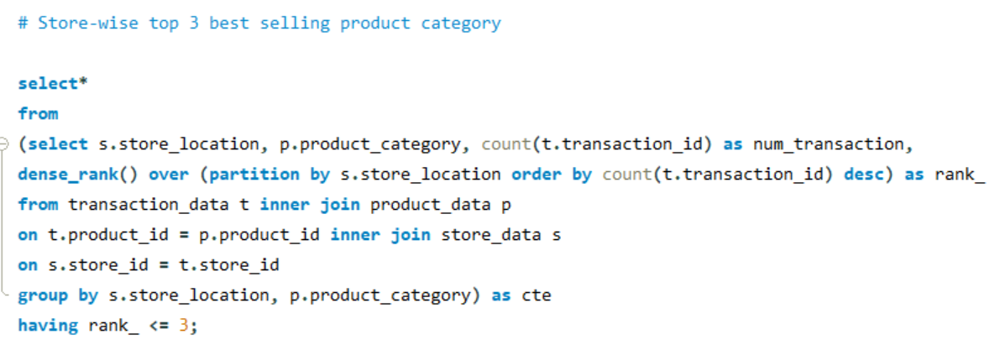 # Store-wise top 3 best selling product category
select*
from
(select s.store_location, p.product_category, count(t.transaction_id) as num_transaction,
dense_rank() over (partition by s.store_location order by count(t.transaction_id) desc) as rank_
from transaction_data t inner join product_data p
on t.product_id = p.product_id inner join store_data s
on s.store_id = t.store_id
group by s.store_location, p.product_category) as cte
having rank_ <= 3;